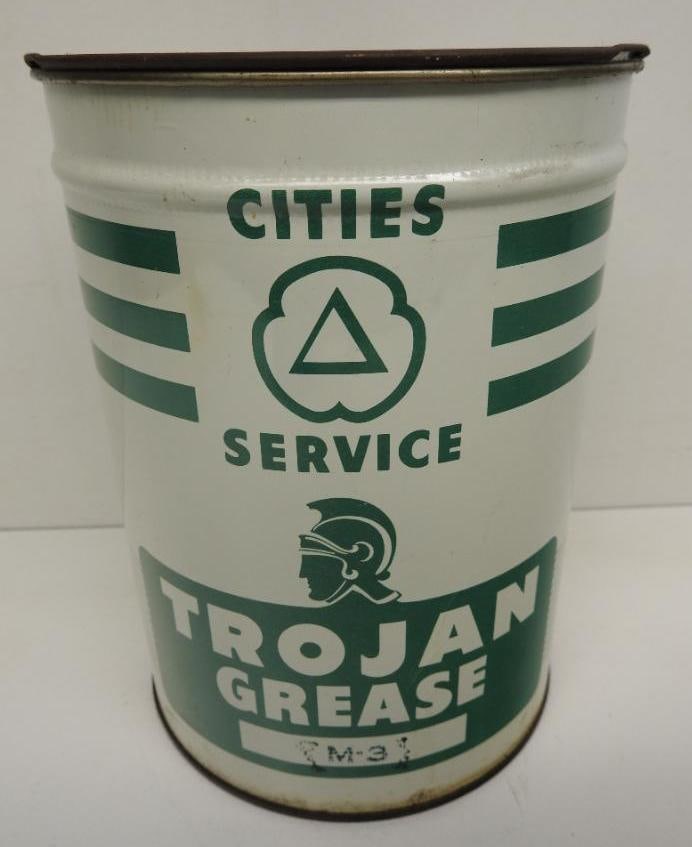 CITIES
SERVICE
TROJAN
GREASE
M-3